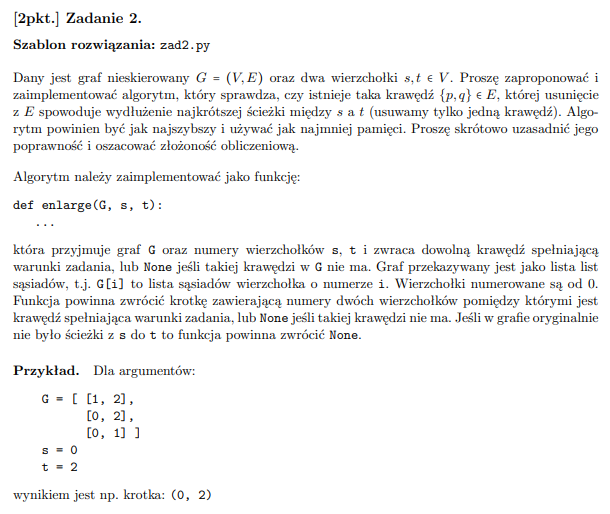 [2pkt.] Zadanie 2.
Szablon rozwiązania: zad2.py
Dany jest graf nieskierowany G = (V, E) oraz dwa wierzchołki s, t ∈ V. Proszę zaproponować i
zaimplementować algorytm, który sprawdza, czy istnieje taka krawędź {p, q} ∈ E, której usunięcie
z E spowoduje wydłużenie najkrótszej ścieżki między s a t (usuwamy tylko jedną krawędź). Algo-
rytm powinien być jak najszybszy i używać jak najmniej pamięci. Proszę skrótowo uzasadnić jego
poprawność i oszacować złożoność obliczeniową.
Algorytm należy zaimplementować jako funkcję:
def enlarge(G, s, t):
...
która przyjmuje graf G oraz numery wierzchołków s, t i zwraca dowolną krawędź spełniającą
warunki zadania, lub None jeśli takiej krawędzi w G nie ma. Graf przekazywany jest jako lista list
sąsiadów, t.j. G[i] to lista sąsiadów wierzchołka o numerze i. Wierzchołki numerowane są od 0.
Funkcja powinna zwrócić krotkę zawierającą numery dwóch wierzchołków pomiędzy którymi jest
krawędź spełniająca warunki zadania, lub None jeśli takiej krawędzi nie ma. Jeśli w grafie oryginalnie
nie było ścieżki z s do t to funkcja powinna zwrócić None.
Przykład. Dla argumentów:
G = [ [1, 2],
[0, 2],
[0, 1] ]
s = 0
t = 2
wynikiem jest np. krotka: (0, 2)